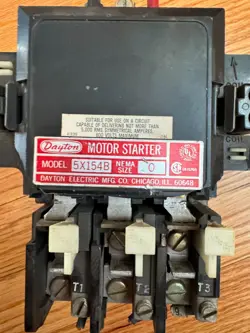 SUITABLE FOR USE ON A CIRCUIT
CAPABLE OF DELIVERING NOT MORE THAN
5,000 RMS SYMMETRICAL AMPERES,
600 VOLTS MAXIMUM
Dayton MOTOR STARTER
MODEL 5X154B NEMA SIZE 0
DAYTON ELECTRIC MFG. CO. CHICAGO, ILL. 60648
T1 T2 T3